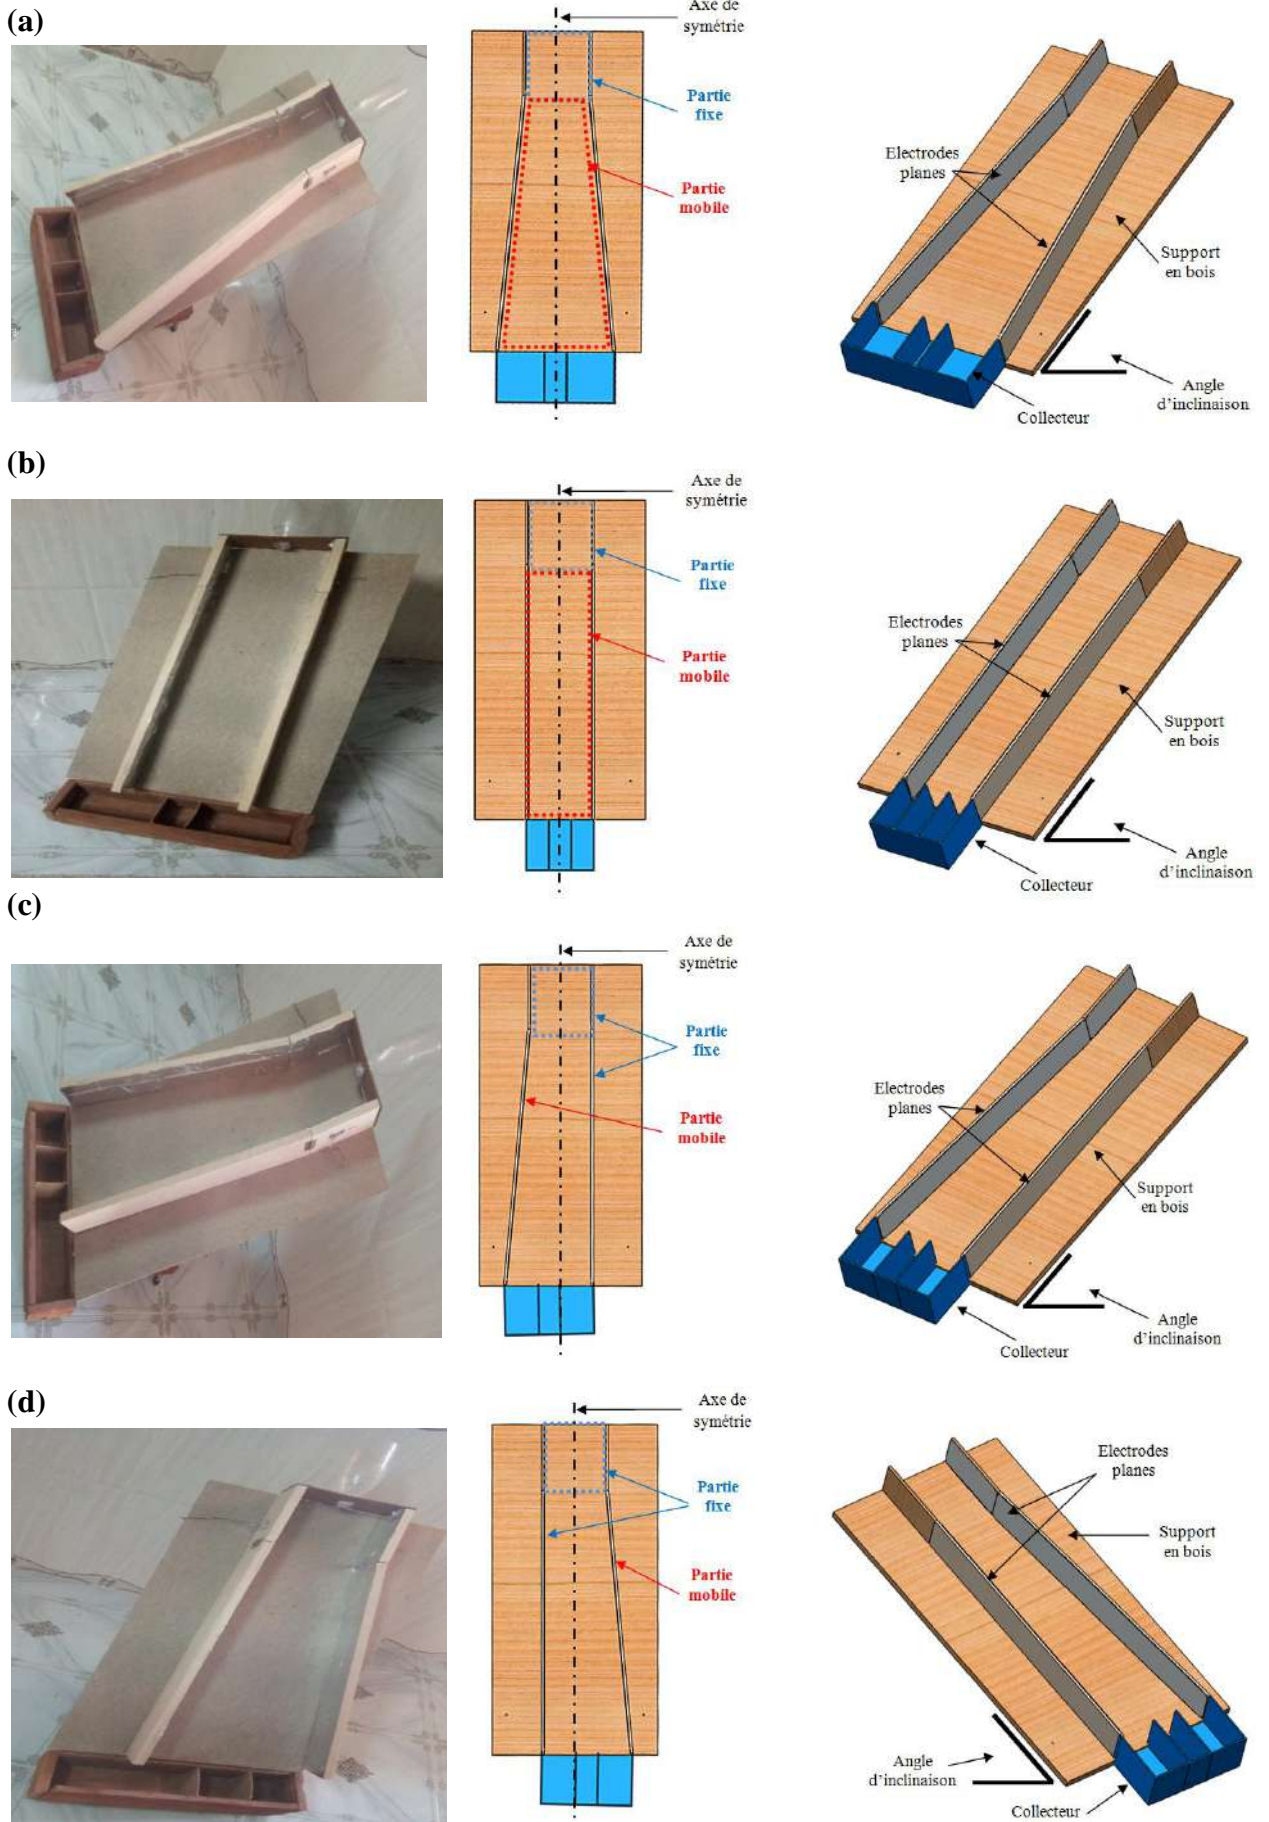 (a)
Axe de
symétrie
Partie
fixe
Partie
mobile
Electrodes
planes
Support
en bois
Angle
d'inclinaison
Collecteur
(b)
Axe de
symétrie
Partie
fixe
Partie
mobile
Electrodes
planes
Support
en bois
Angle
d'inclinaison
Collecteur
(c)
Axe de
symétrie
Partie
fixe
Partie
mobile
Electrodes
planes
Support
en bois
Angle
d'inclinaison
Collecteur
(d)
Axe de
symétrie
Partie
fixe
Partie
mobile
Electrodes
planes
Support
en bois
Angle
d'inclinaison
Collecteur